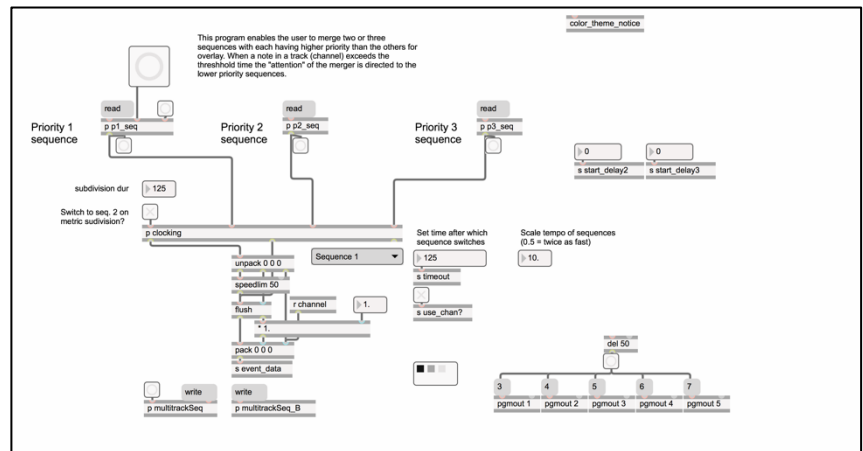 color_theme_notice
This program enables the user to merge two or three
sequences with each having higher priority than the others for
overlay. When a note in a track (channel) exceeds the
threshhold time the "attention" of the merger is directed to the
lower priority sequences.
read
read
read
Priority 1
sequence
p p1_seq
Priority 2
sequence
p p2_seq
Priority 3
sequence
p p3_seq
0
0
s start_delay2
s start_delay3
subdivision dur
125
Switch to seq. 2 on
metric sudivision?
p clocking
Set time after which
sequence switches
Scale tempo of sequences
(0.5 = twice as fast)
unpack 0 0 0
Sequence 1
125
10.
speedlim 50
s timeout
flush
r channel
1.
s use_chan?
* 1.
pack 0 0 0
s event_data
del 50
write
write
p multitrackSeq
p multitrackSeq_B
3
4
5
6
7
pgmout 1
pgmout 2
pgmout 3
pgmout 4
pgmout 5